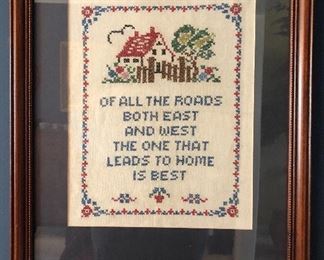 OF ALL THE ROADS
BOTH EAST
AND WEST
THE ONE THAT
LEADS TO HOME
IS BEST